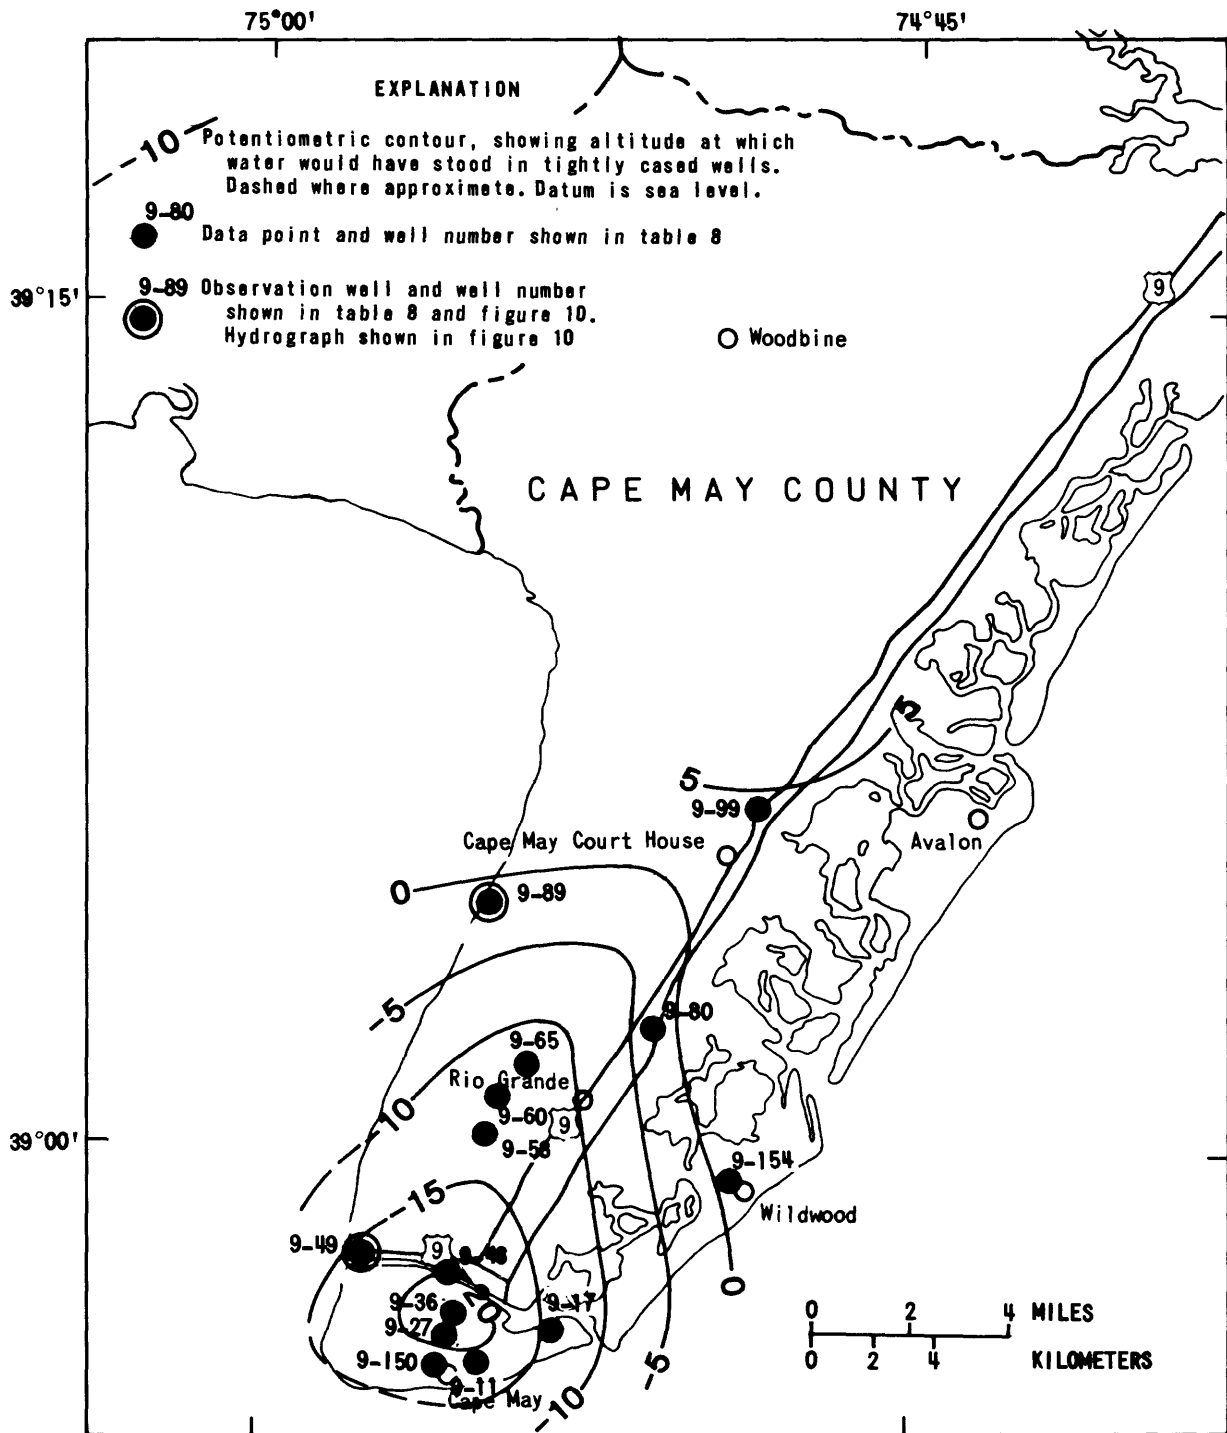 75°00'
74°45'
EXPLANATION
-10
Potentiometric contour, showing altitude at which
water would have stood in tightly cased wells.
Dashed where approximate. Datum is sea level.
9-80
Data point and well number shown in table 8
9-89
Observation well and well number
shown in table 8 and figure 10.
Hydrograph shown in figure 10
39°15'
9
Woodbine
CAPE MAY COUNTY
5
5
9-99
Cape May Court House
Avalon
0
9-89
-5
9-80
9-65
Rio Grande
-10
9-60
9
39°00'
9-154
-15
Wildwood
9-49
9
0
9-36
9-17
9-27
0 2 4 MILES
9-150
0 2 4 KILOMETERS
-5
9-11
Cape May
-10